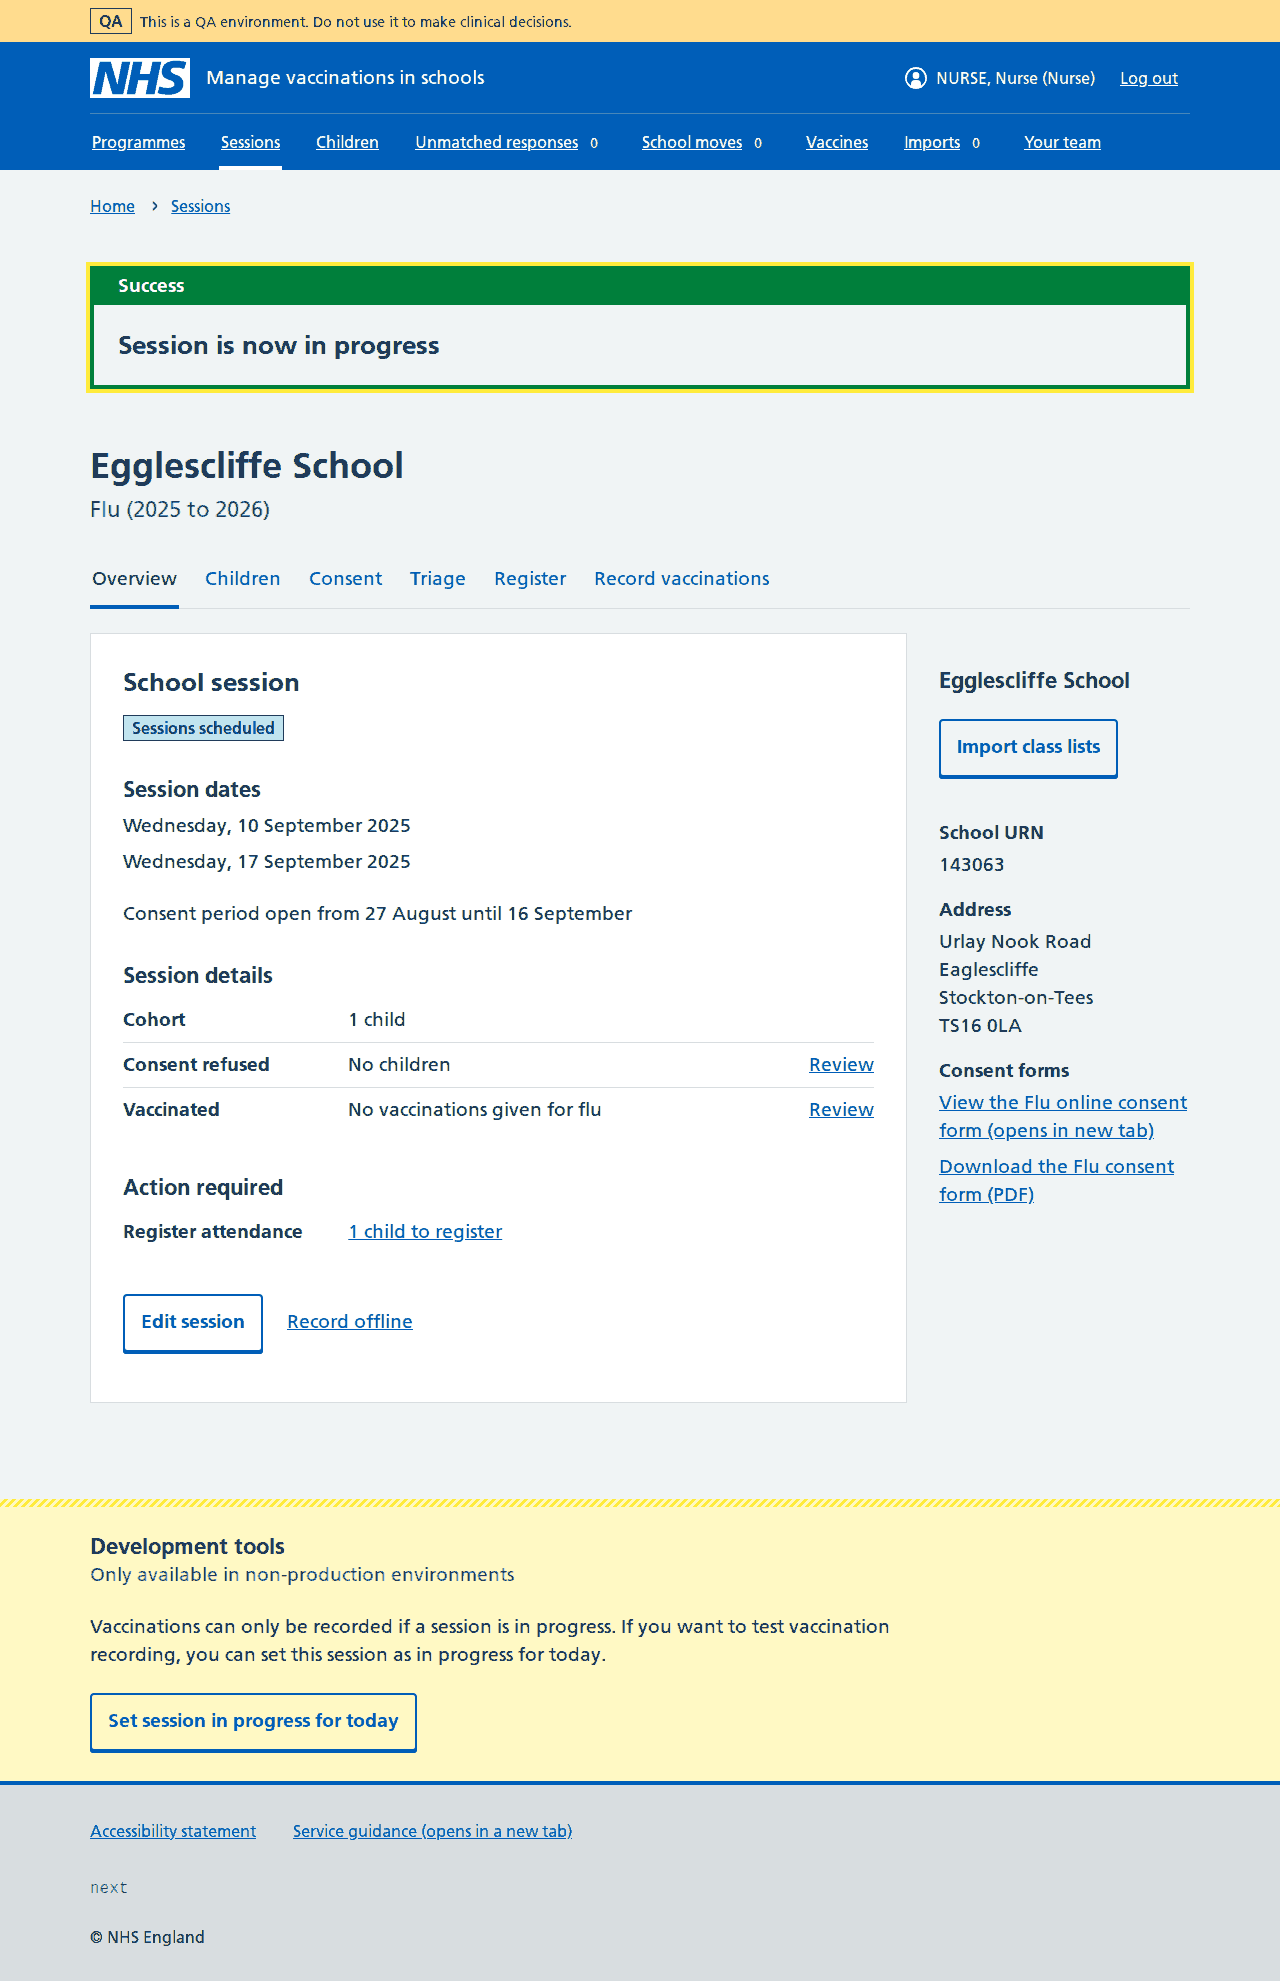 QA This is a QA environment. Do not use it to make clinical decisions.
NHS Manage vaccinations in schools NURSE, Nurse (Nurse) Log out
Programmes Sessions Children Unmatched responses 0 School moves 0 Vaccines Imports 0 Your team
Home > Sessions
Success
Session is now in progress
Egglescliffe School
Flu (2025 to 2026)
Overview Children Consent Triage Register Record vaccinations
School session
Sessions scheduled
Session dates
Wednesday, 10 September 2025
Wednesday, 17 September 2025
Consent period open from 27 August until 16 September
Session details
Cohort 1 child
Consent refused No children Review
Vaccinated No vaccinations given for flu Review
Action required
Register attendance 1 child to register
Edit session Record offline
Egglescliffe School
Import class lists
School URN
143063
Address
Urlay Nook Road
Eaglescliffe
Stockton-on-Tees
TS16 0LA
Consent forms
View the Flu online consent
form (opens in new tab)
Download the Flu consent
form (PDF)
Development tools
Only available in non-production environments
Vaccinations can only be recorded if a session is in progress. If you want to test vaccination
recording, you can set this session as in progress for today.
Set session in progress for today
Accessibility statement Service guidance (opens in a new tab)
next
© NHS England